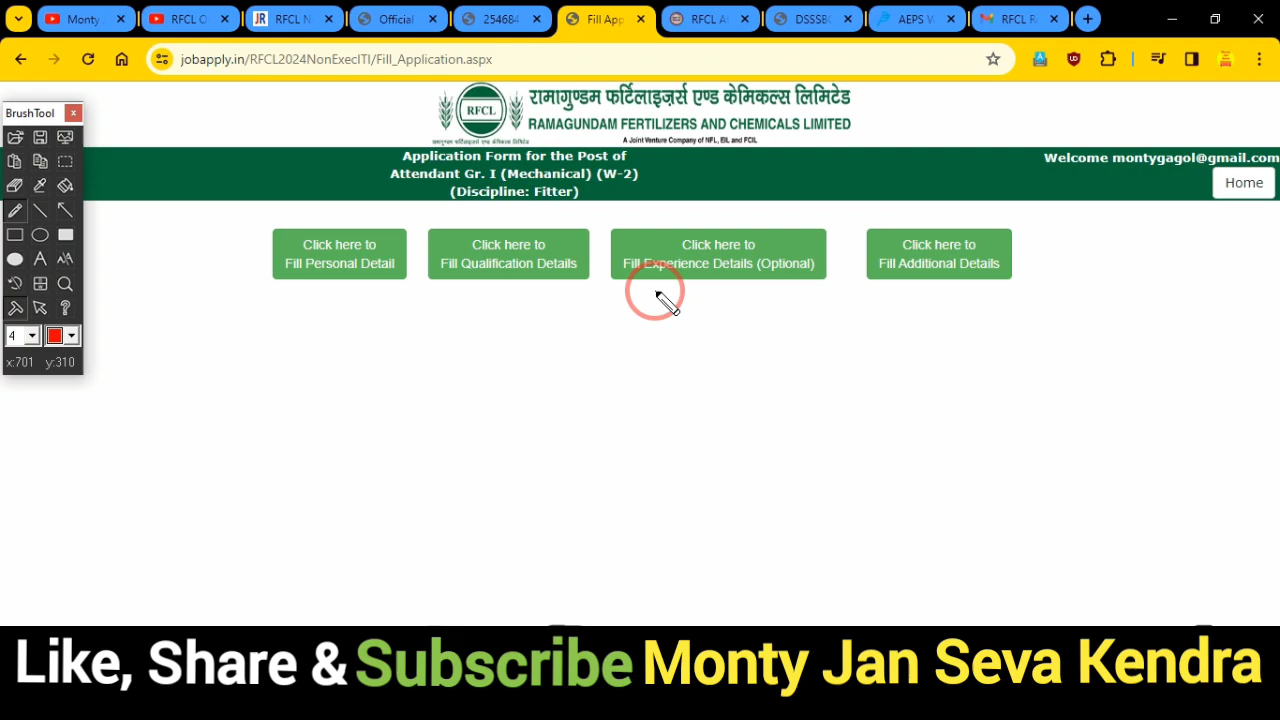 Monty
RFCL O
JR
RFCL N
Official
254684
Fill App
RFCL A
DSSSB
AEPS
RFCL R
jobapply.in/RFCL2024NonExecITI/Fill_Application.aspx
BrushTool
RFCL
रामागुण्डम फर्टिलाइज़र्स एण्ड केमिकल्स लिमिटेड
RAMAGUNDAM FERTILIZERS AND CHEMICALS LIMITED
A Joint Venture Company of NFL, EIL and FCIL
Application Form for the Post of
Attendant Gr. I (Mechanical) (W-2)
(Discipline: Fitter)
Welcome montygagol@gmail.com
Home
Click here to
Fill Personal Detail
Click here to
Fill Qualification Details
Click here to
Fill Experience Details (Optional)
Click here to
Fill Additional Details
4
x:701 y:310
Like, Share & Subscribe Monty Jan Seva Kendra